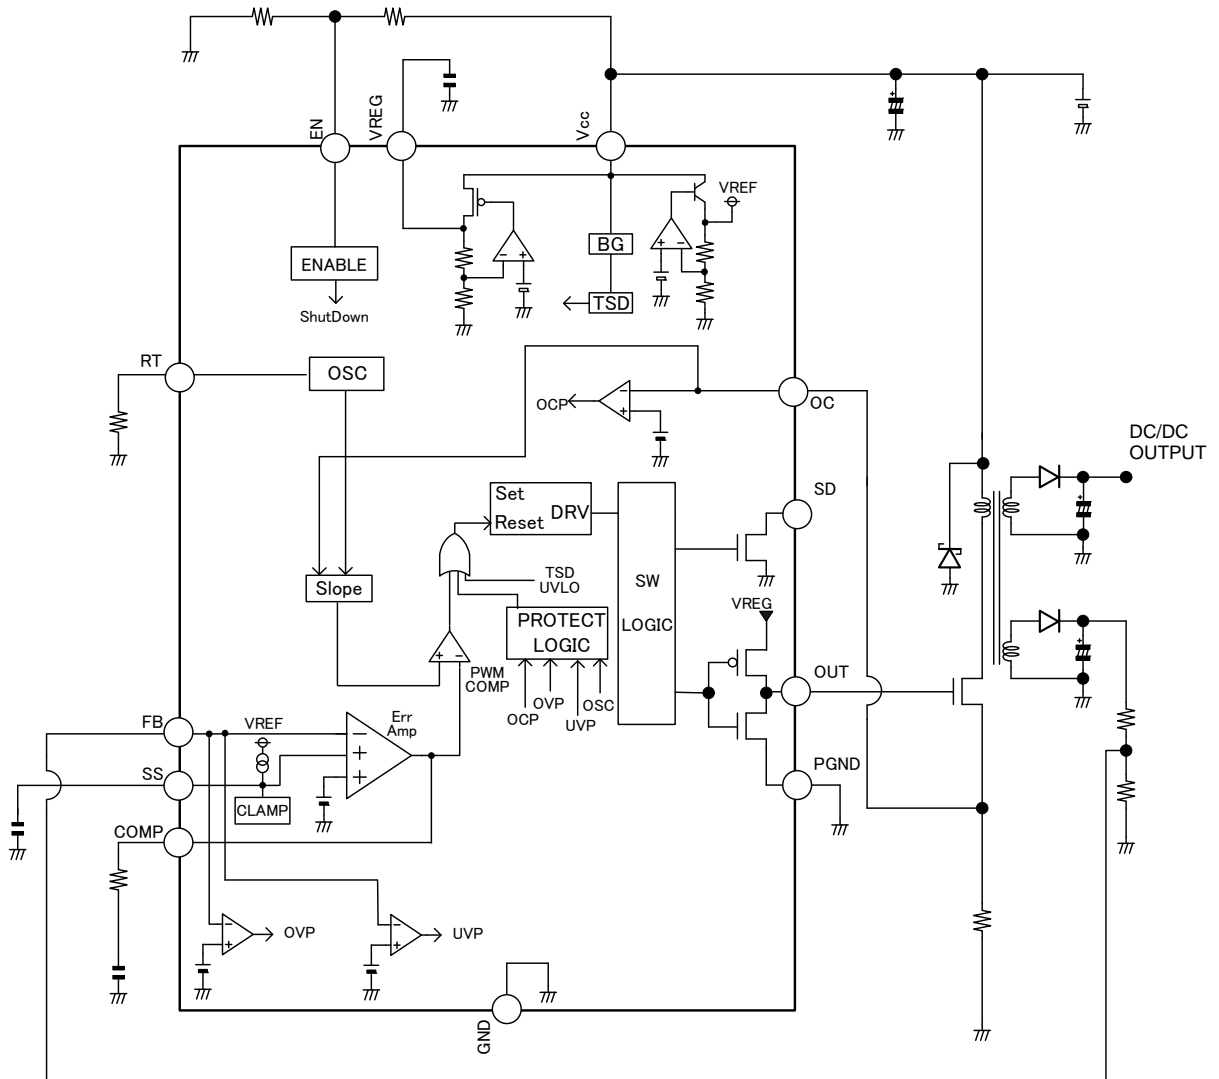 EN
VREG
Vcc
VREF
BG
ENABLE
TSD
ShutDown
RT
OSC
OCP
OC
DC/DC
OUTPUT
SD
Set
Reset
DRV
TSD
UVLO
SW
LOGIC
Slope
VREG
PROTECT
LOGIC
PWM
COMP
OCP
OVP
UVP
OSC
OUT
FB
VREF
Err
Amp
SS
CLAMP
PGND
COMP
OVP
UVP
GND